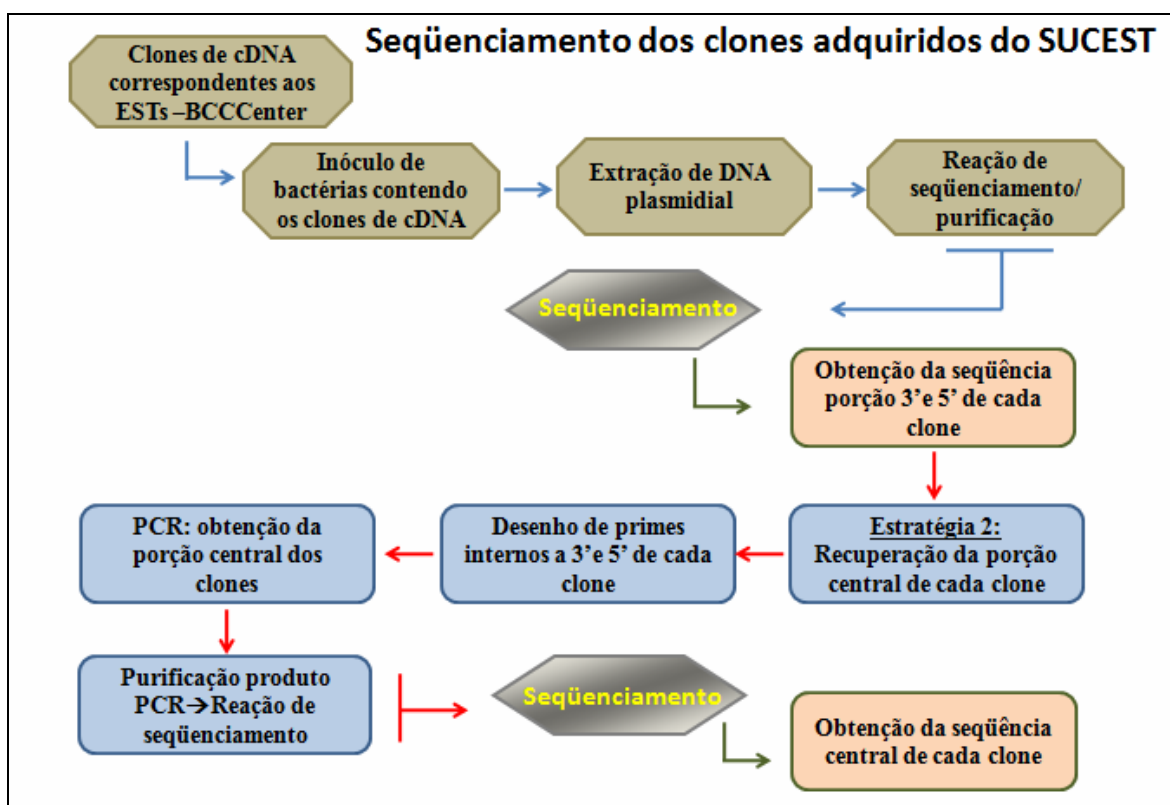 Seqüenciamento dos clones adquiridos do SUCEST
Clones de cDNA
correspondentes aos
ESTs –BCCCenter
Inóculo de
bactérias contendo
os clones de cDNA
Extração de DNA
plasmidial
Reação de
seqüenciamento/
purificação
Seqüenciamento
Obtenção da seqüência
porção 3’e 5’ de cada
clone
Estratégia 2:
Recuperação da porção
central de cada clone
Desenho de primes
internos a 3’e 5’ de cada
clone
PCR: obtenção da
porção central dos
clones
Purificação produto
PCR→Reação de
seqüenciamento
Seqüenciamento
Obtenção da seqüência
central de cada clone